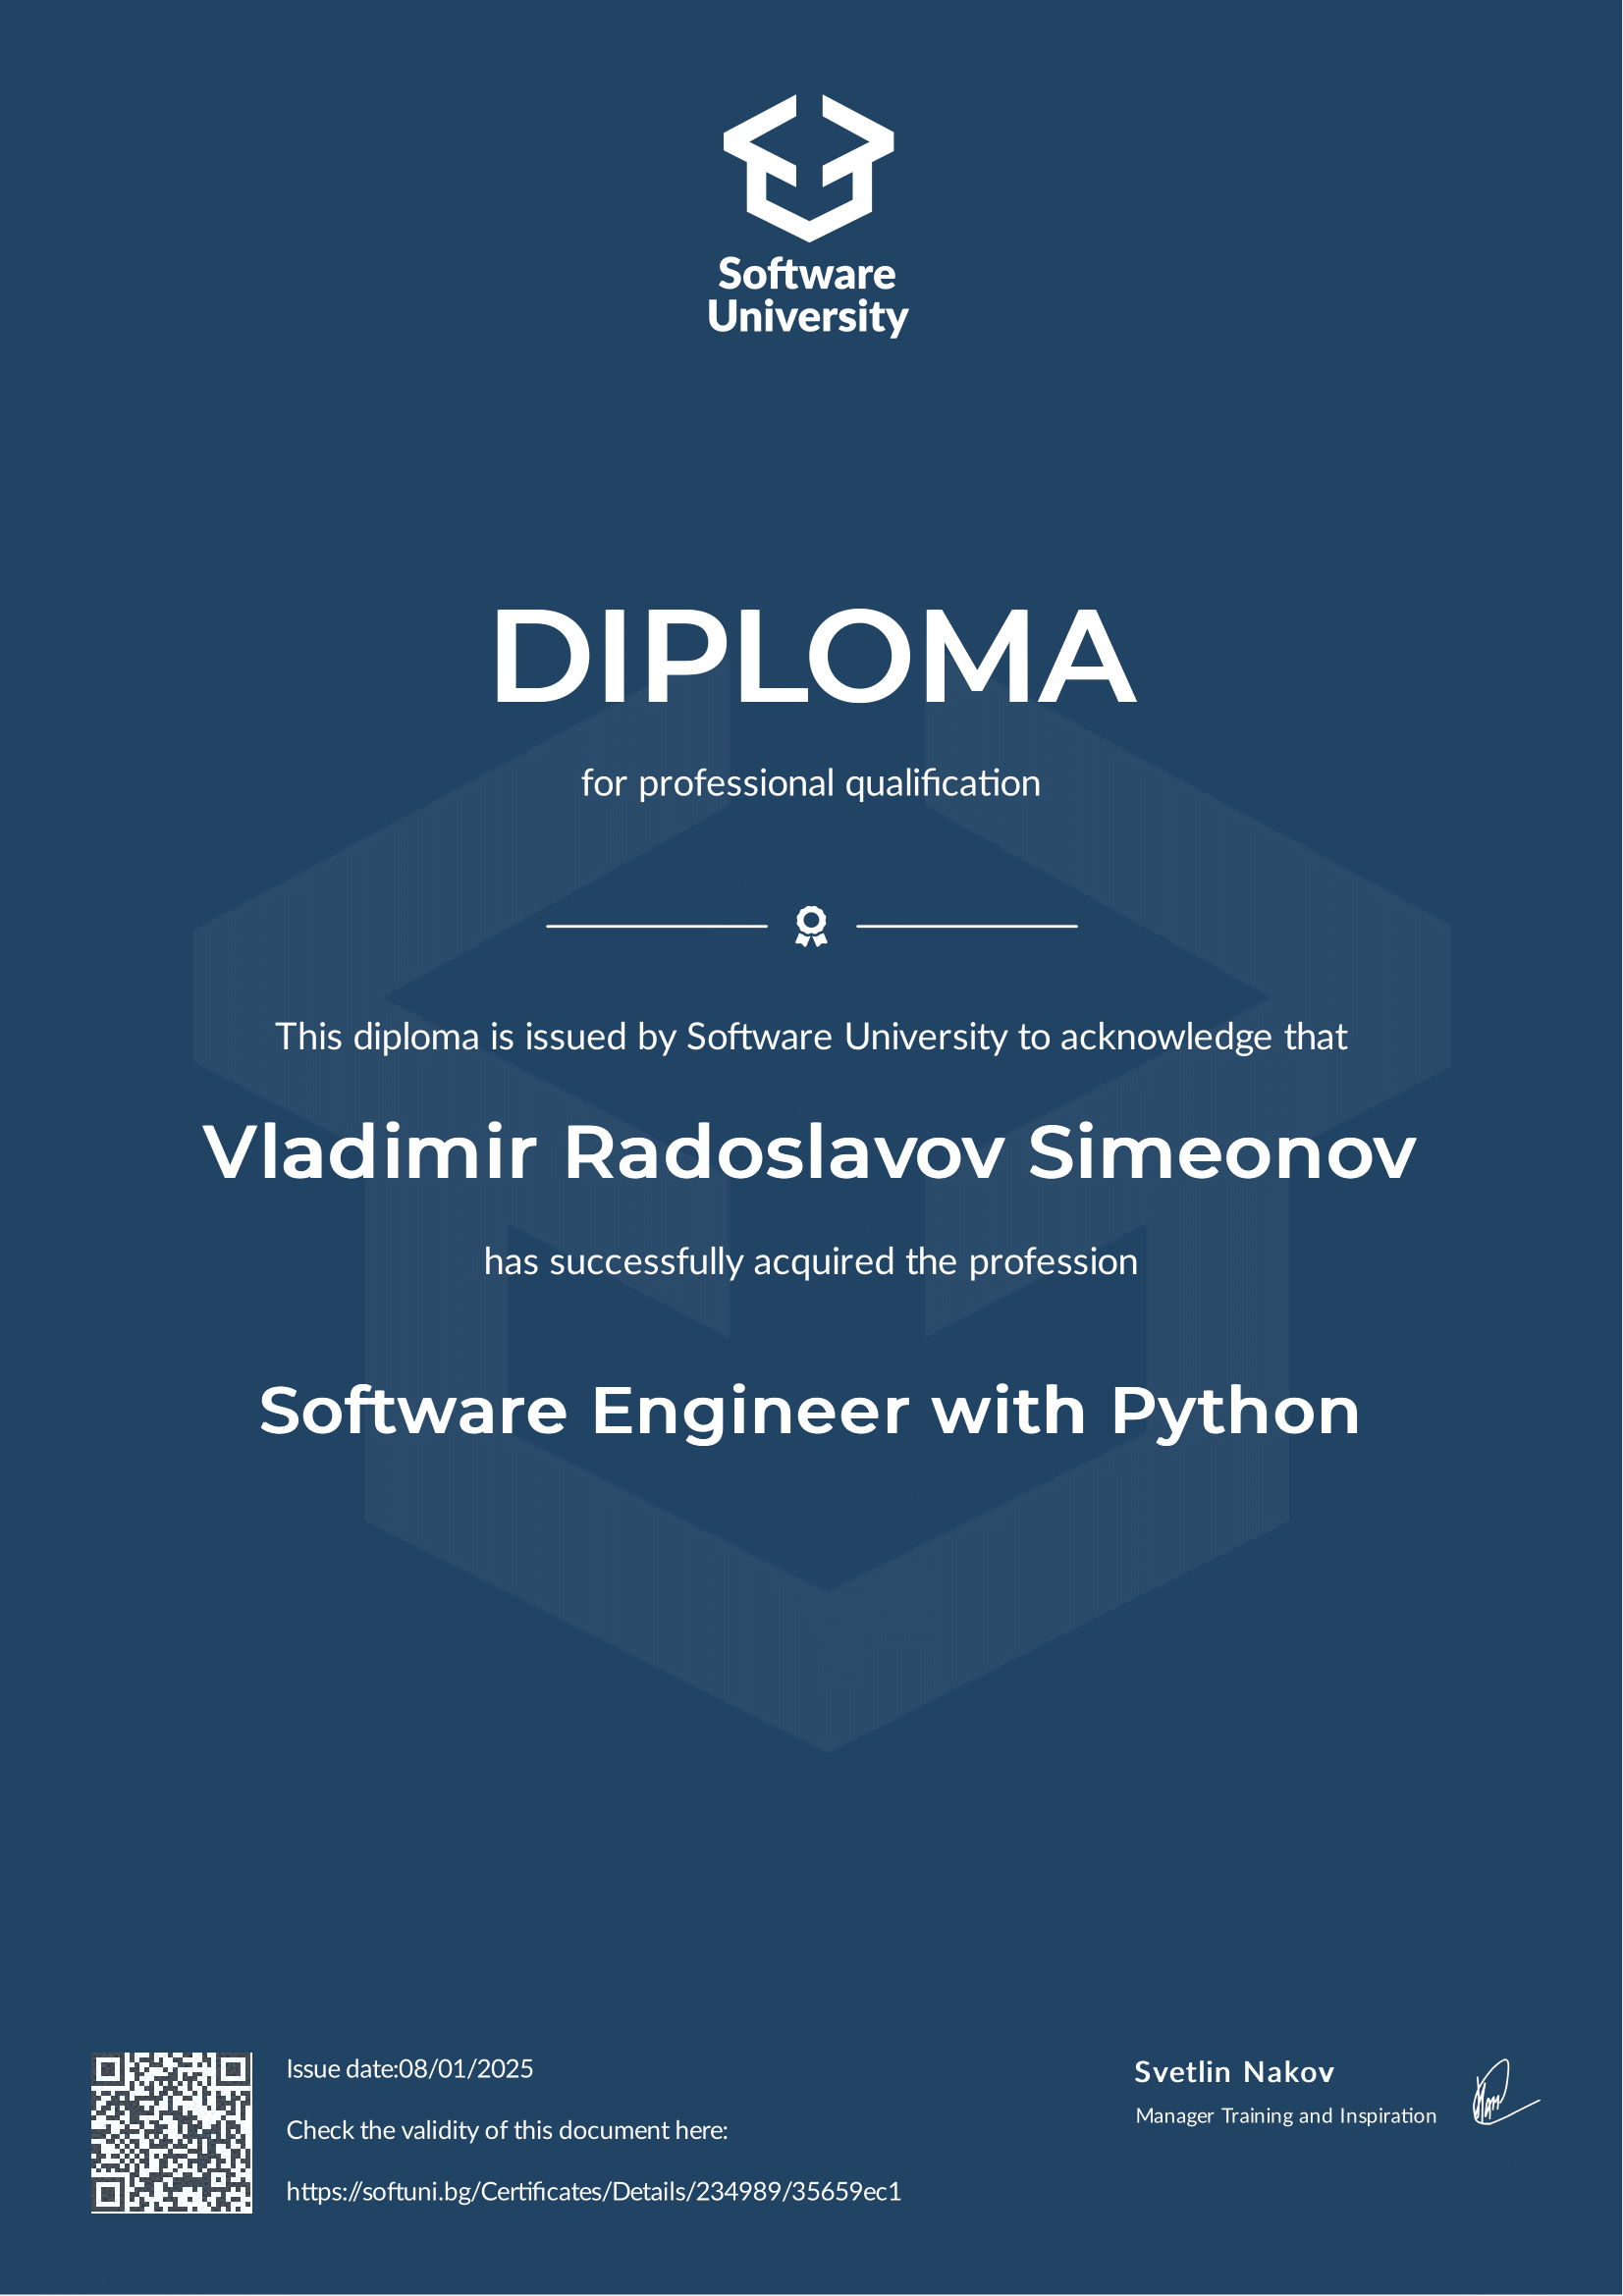 Software
University
DIPLOMA
for professional qualification
This diploma is issued by Software University to acknowledge that
Vladimir Radoslavov Simeonov
has successfully acquired the profession
Software Engineer with Python
Issue date:08/01/2025
Check the validity of this document here:
https://softuni.bg/Certificates/Details/234989/35659ec1
Svetlin Nakov
Manager Training and Inspiration